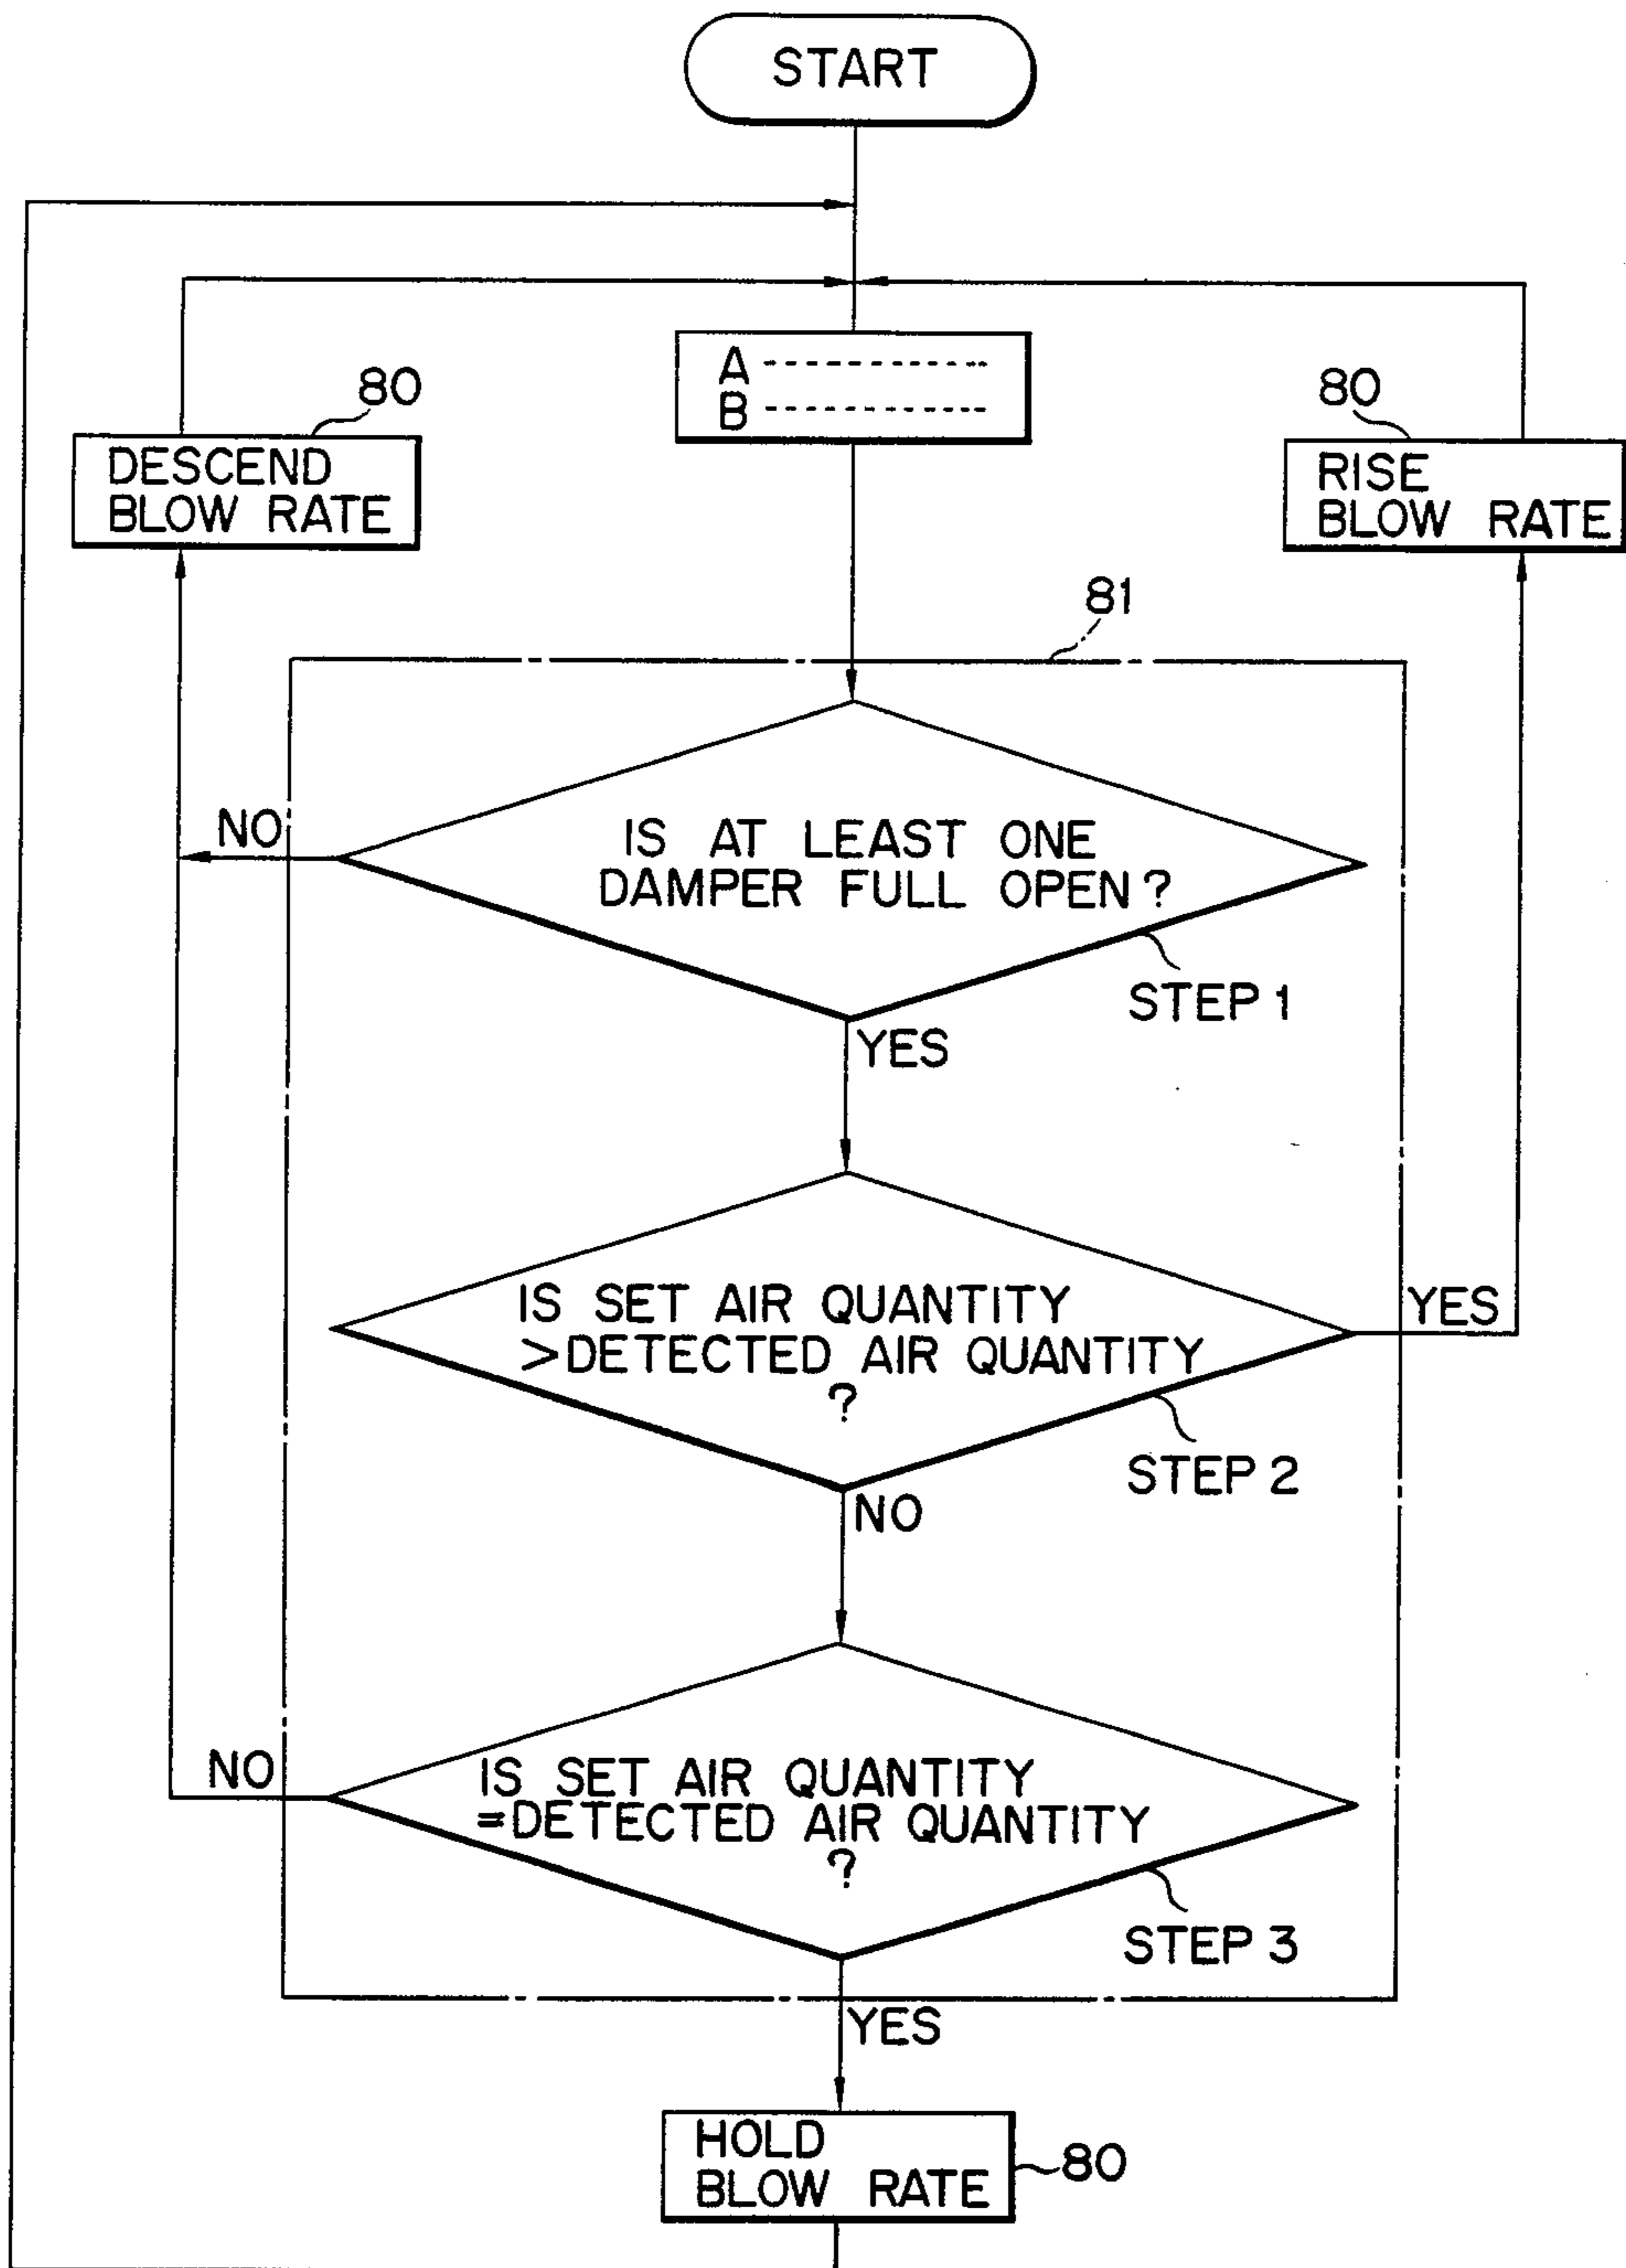 START
A
B
80
DESCEND
BLOW RATE
80
RISE
BLOW RATE
81
NO
IS AT LEAST ONE
DAMPER FULL OPEN?
STEP 1
YES
IS SET AIR QUANTITY
>DETECTED AIR QUANTITY
?
YES
STEP 2
NO
NO
IS SET AIR QUANTITY
=DETECTED AIR QUANTITY
?
STEP 3
YES
HOLD
BLOW RATE
80